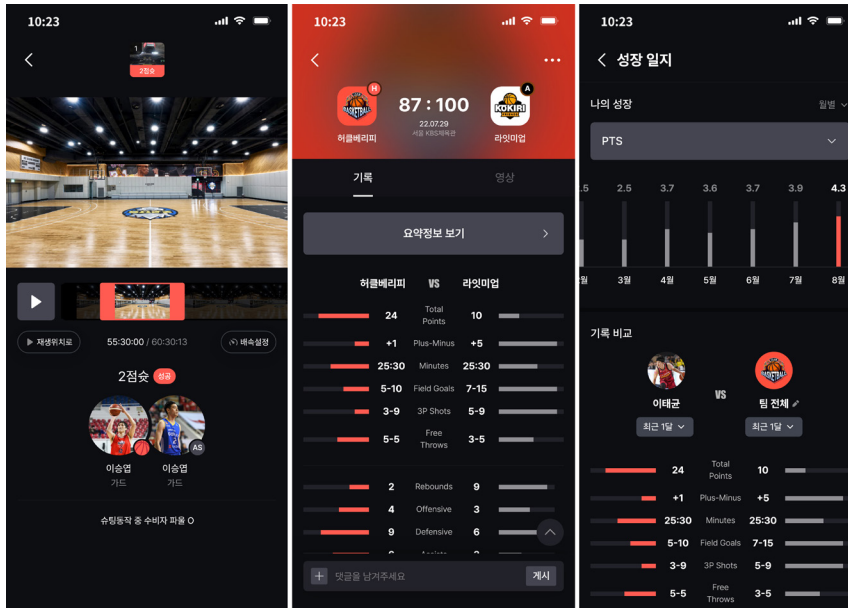 10:23
1
2점슛
재생위치로
55:30:00 / 60:30:13
배속설정
2점슛 성공
AS
이승엽
이승엽
가드
가드
슈팅동작 중 수비자 파울 O
10:23
H
BASKETBALL
87 : 100
A
KOKIRI
허클베리피
22.07.29
서울 KBS체육관
라잇미업
기록
영상
요약정보 보기
허클베리피 VS 라잇미업
24 Total Points 10
+1 Plus-Minus +5
25:30 Minutes 25:30
5-10 Field Goals 7-15
3-9 3P Shots 5-9
5-5 Free Throws 3-5
2 Rebounds 9
4 Offensive 3
9 Defensive 6
댓글을 남겨주세요
게시
10:23
성장 일지
나의 성장
월별
PTS
.5 2.5 3.7 3.6 3.7 3.9 4.3
월 3월 4월 5월 6월 7월 8월
기록 비교
BASKETBALL
이태균 VS 팀 전체
최근 1달
최근 1달
24 Total Points 10
+1 Plus-Minus +5
25:30 Minutes 25:30
5-10 Field Goals 7-15
3-9 3P Shots 5-9
5-5 Free Throws 3-5